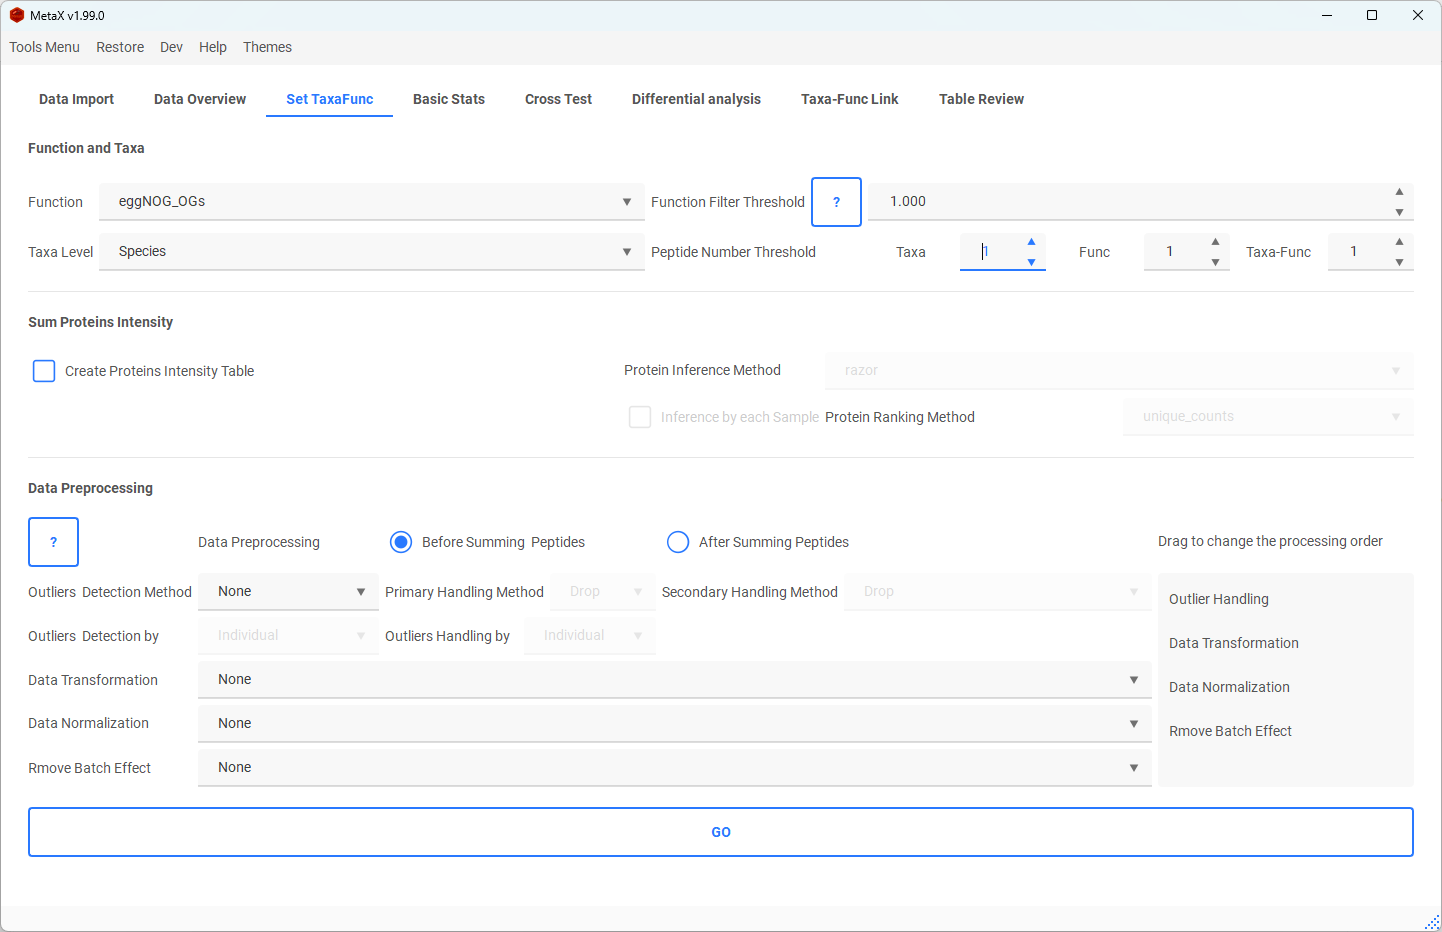 MetaX v1.99.0
Tools Menu Restore Dev Help Themes
Data Import Data Overview Set TaxaFunc Basic Stats Cross Test Differential analysis Taxa-Func Link Table Review
Function and Taxa
Function eggNOG_OGs Function Filter Threshold ? 1.000
Taxa Level Species Peptide Number Threshold Taxa 1 Func 1 Taxa-Func 1
Sum Proteins Intensity
Create Proteins Intensity Table Protein Inference Method razor
Inference by each Sample Protein Ranking Method unique_counts
Data Preprocessing
? Data Preprocessing Before Summing Peptides After Summing Peptides Drag to change the processing order
Outliers Detection Method None Primary Handling Method Drop Secondary Handling Method Drop Outlier Handling
Outliers Detection by Individual Outliers Handling by Individual Data Transformation
Data Transformation None Data Normalization
Data Normalization None Rmove Batch Effect
Rmove Batch Effect None
GO